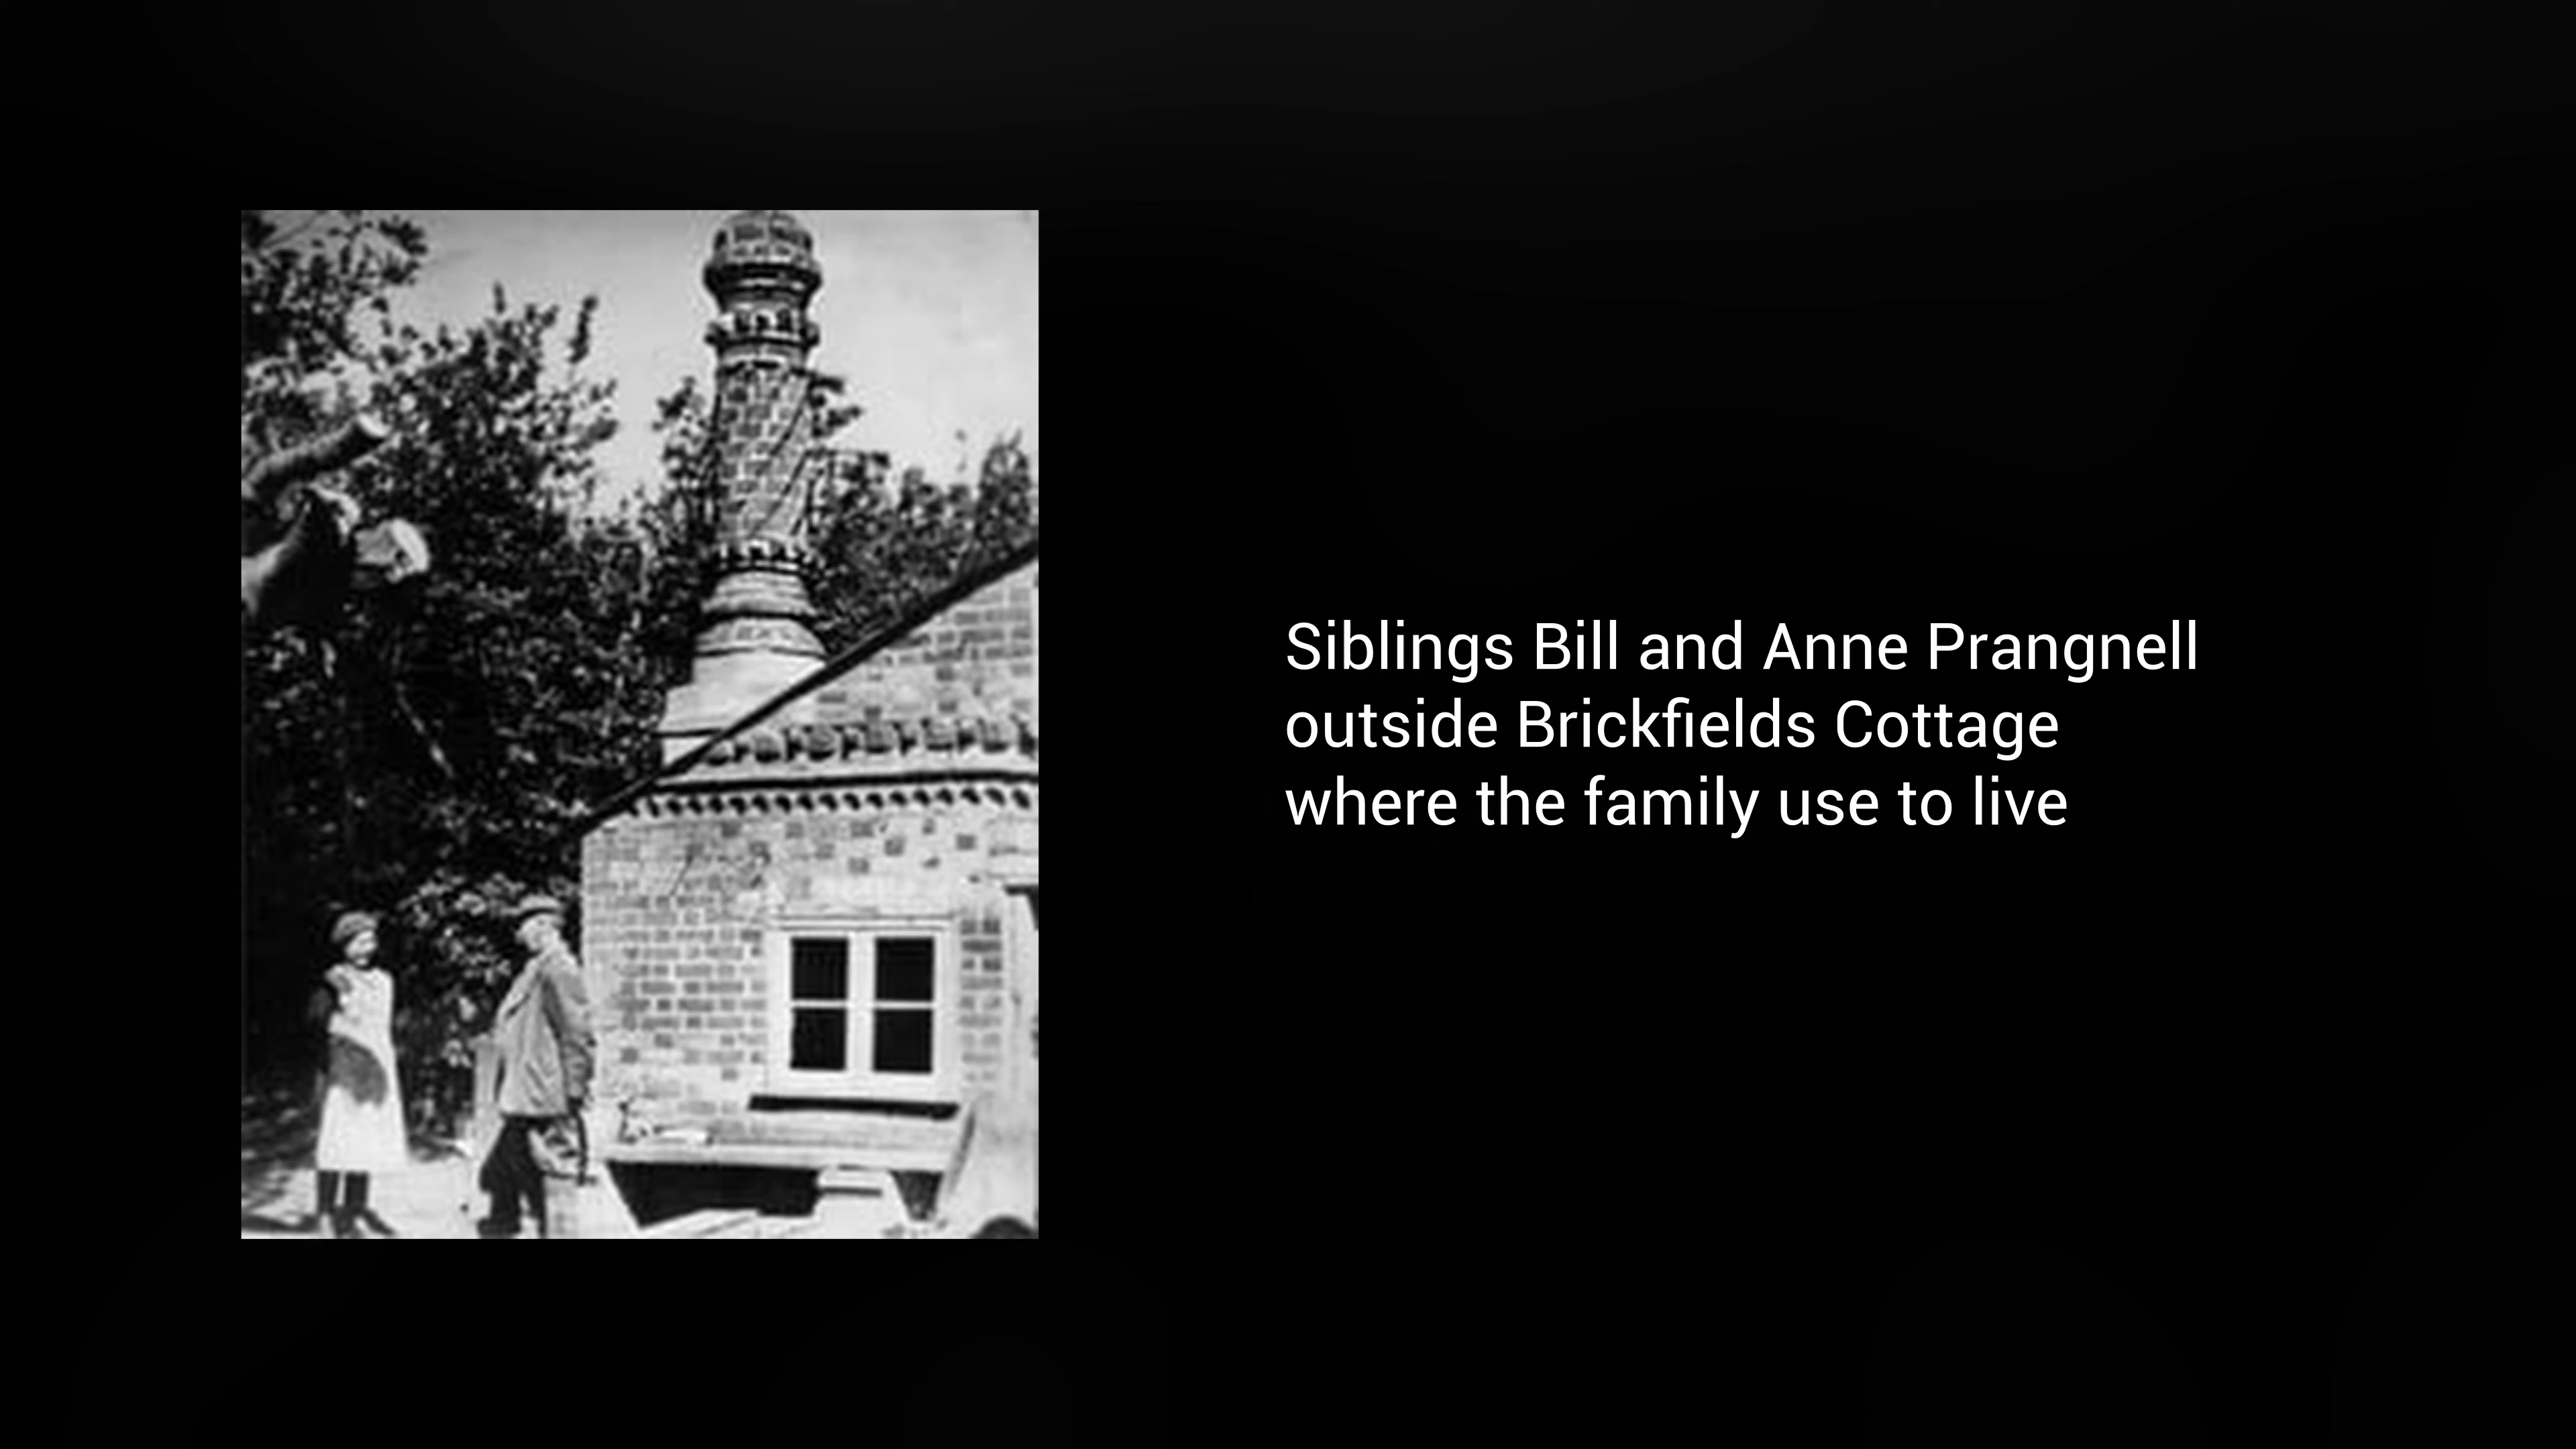 Siblings Bill and Anne Prangnell
outside Brickfields Cottage
where the family use to live